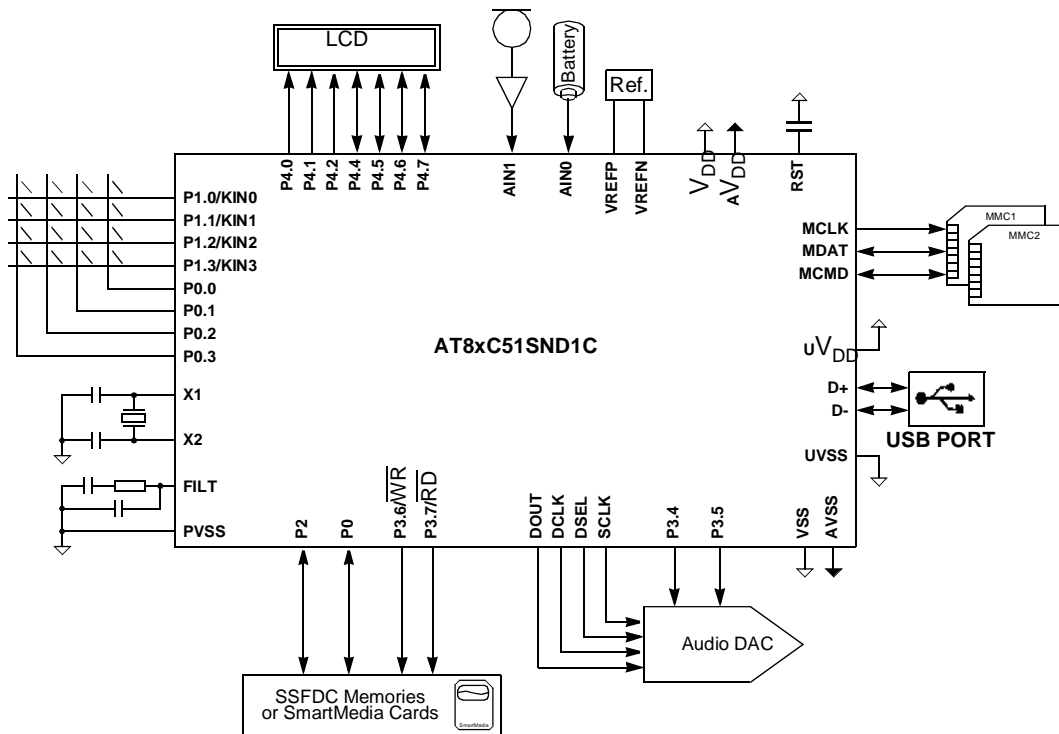 LCD
Battery
Ref.
P4.0
P4.1
P4.2
P4.4
P4.5
P4.6
P4.7
AIN1
AIN0
VREFP
VREFN
VDD
AVDD
RST
P1.0/KIN0
P1.1/KIN1
P1.2/KIN2
P1.3/KIN3
P0.0
P0.1
P0.2
P0.3
X1
X2
FILT
PVSS
AT8xC51SND1C
MCLK
MDAT
MCMD
MMC1
MMC2
UVDD
D+
D-
USB PORT
UVSS
P2
P0
P3.6/WR
P3.7/RD
DOUT
DCLK
DSEL
SCLK
P3.4
P3.5
VSS
AVSS
Audio DAC
SSFDC Memories
or SmartMedia Cards
SmartMedia